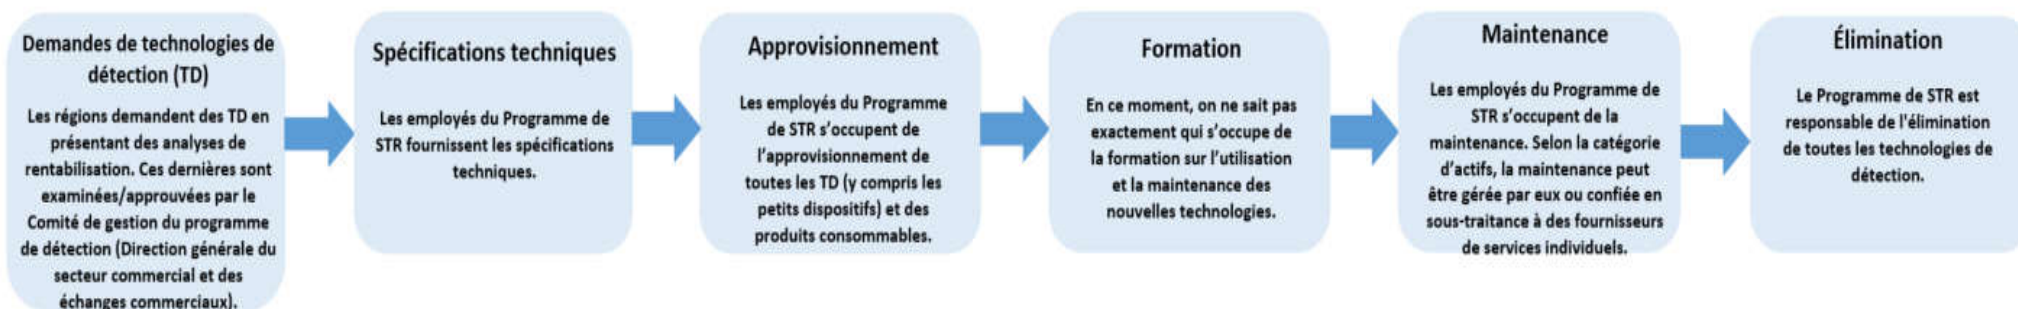 Demandes de technologies de
détection (TD)
Les régions demandent des TD en
présentant des analyses de
rentabilisation. Ces dernières sont
examinées/approuvées par le
Comité de gestion du programme
de détection (Direction générale du
secteur commercial et des
échanges commerciaux).
Spécifications techniques
Les employés du Programme de
STR fournissent les spécifications
techniques.
Approvisionnement
Les employés du Programme
de STR s'occupent de
l'approvisionnement de
toutes les TD (y compris les
petits dispositifs) et des
produits consommables.
Formation
En ce moment, on ne sait pas
exactement qui s'occupe de
la formation sur l'utilisation
et la maintenance des
nouvelles technologies.
Maintenance
Les employés du Programme de
STR s'occupent de la
maintenance. Selon la catégorie
d'actifs, la maintenance peut
être gérée par eux ou confiée en
sous-traitance à des fournisseurs
de services individuels.
Élimination
Le Programme de STR est
responsable de l'élimination
de toutes les technologies de
détection.